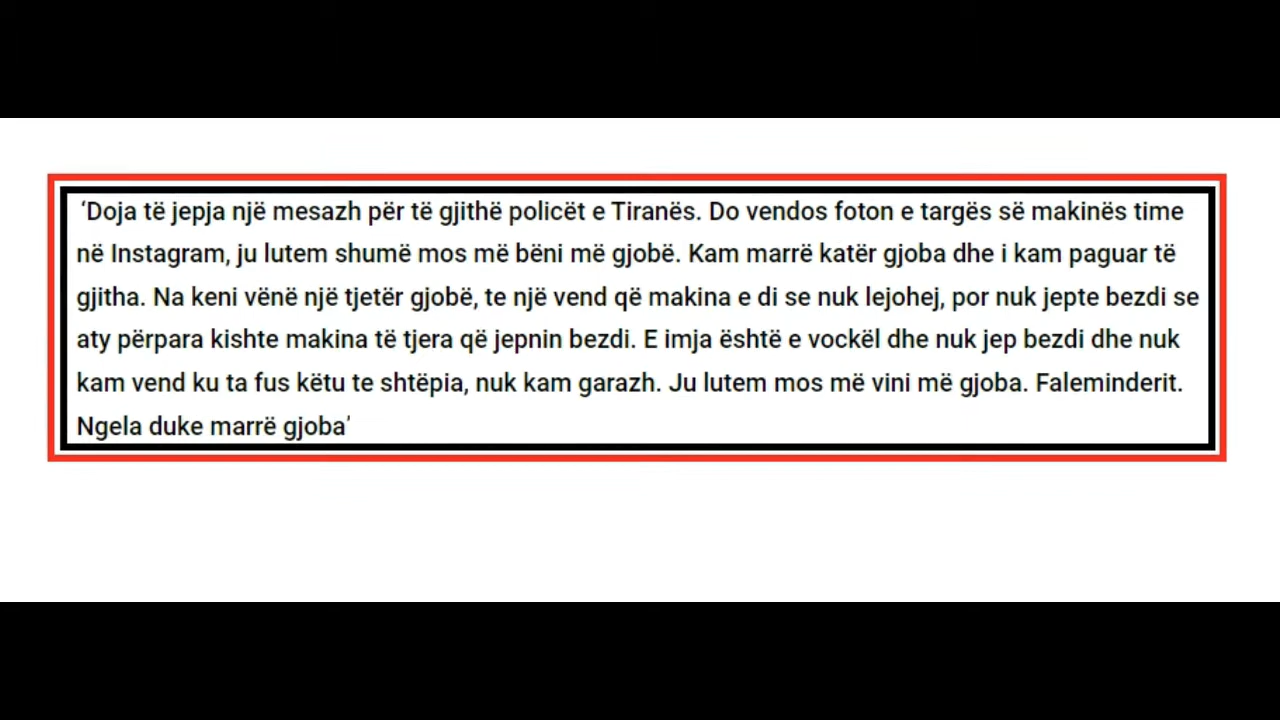 ‘Doja të jepja një mesazh për të gjithë policët e Tiranës. Do vendos foton e targës së makinës time
në Instagram, ju lutem shumë mos më bëni më gjobë. Kam marrë katër gjoba dhe i kam paguar të
gjitha. Na keni vënë një tjetër gjobë, te një vend që makina e di se nuk lejohej, por nuk jepte bezdi se
aty përpara kishte makina të tjera që jepnin bezdi. E imja është e vockël dhe nuk jep bezdi dhe nuk
kam vend ku ta fus këtu te shtëpia, nuk kam garazh. Ju lutem mos më vini më gjoba. Faleminderit.
Ngela duke marrë gjoba’